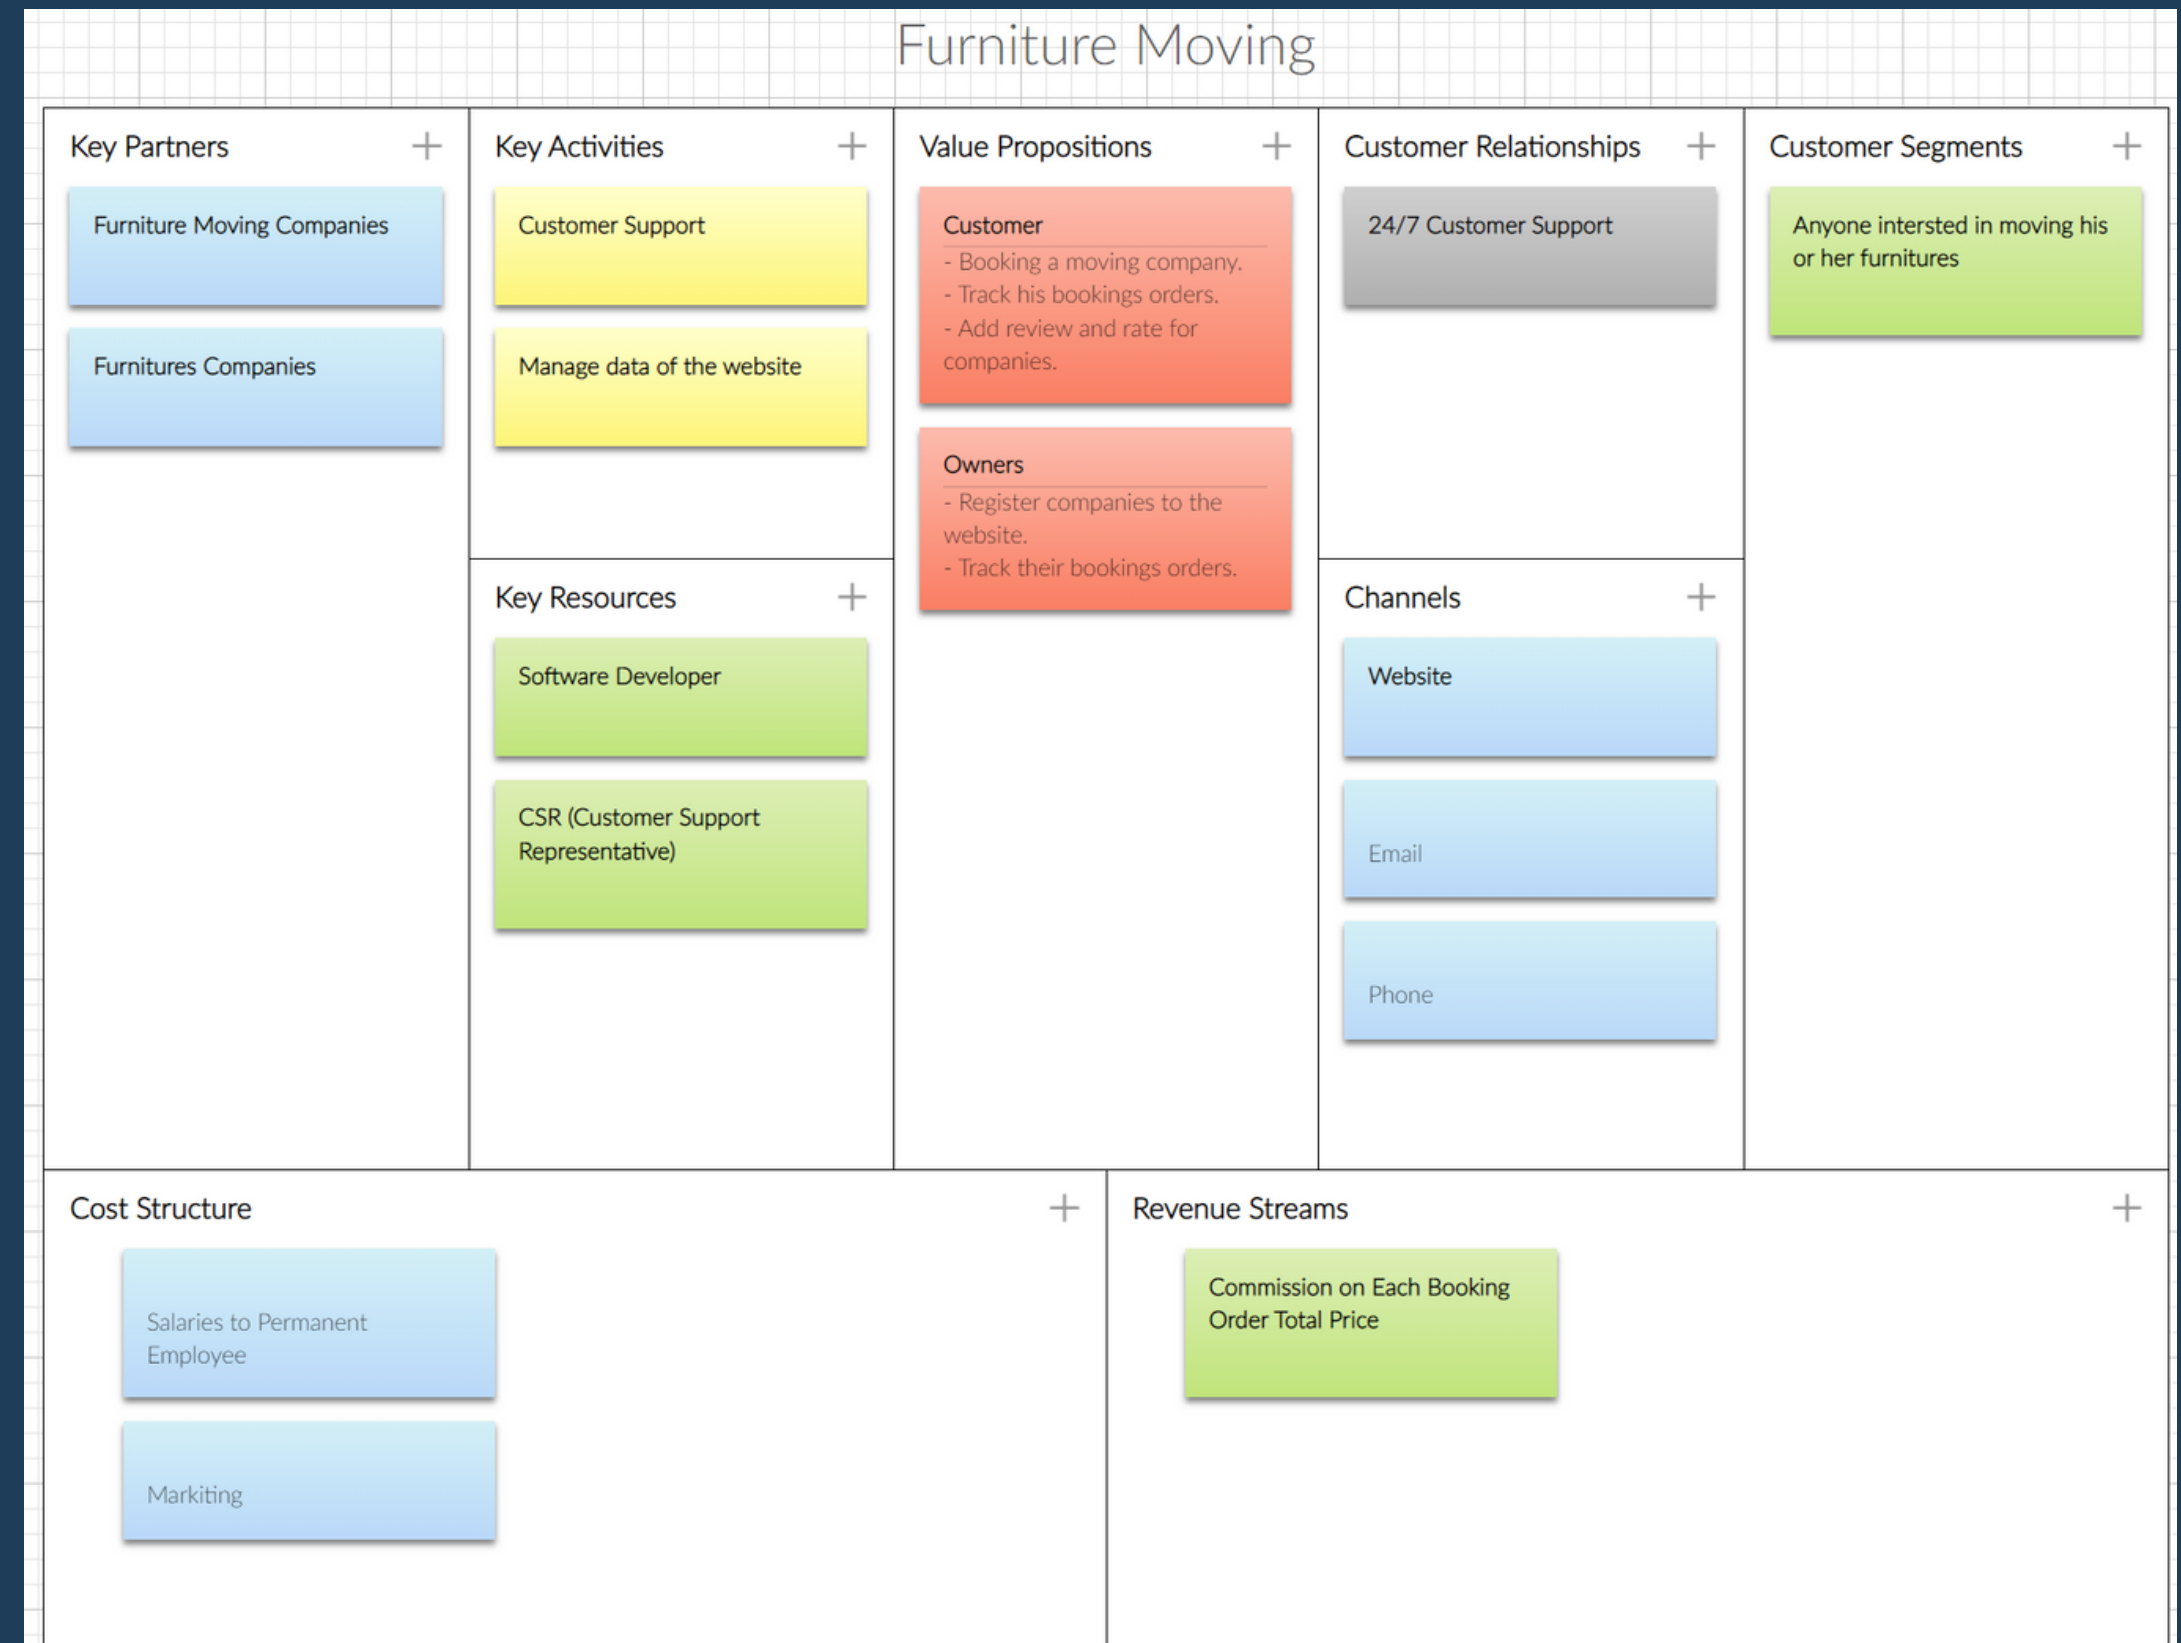 Furniture Moving
Key Partners
Furniture Moving Companies
Furnitures Companies
Key Activities
Customer Support
Manage data of the website
Key Resources
Software Developer
CSR (Customer Support
Representative)
Value Propositions
Customer
- Booking a moving company.
- Track his bookings orders.
- Add review and rate for
companies.
Owners
- Register companies to the
website.
- Track their bookings orders.
Customer Relationships
24/7 Customer Support
Channels
Website
Email
Phone
Customer Segments
Anyone intersted in moving his
or her furnitures
Cost Structure
Salaries to Permanent
Employee
Markiting
Revenue Streams
Commission on Each Booking
Order Total Price